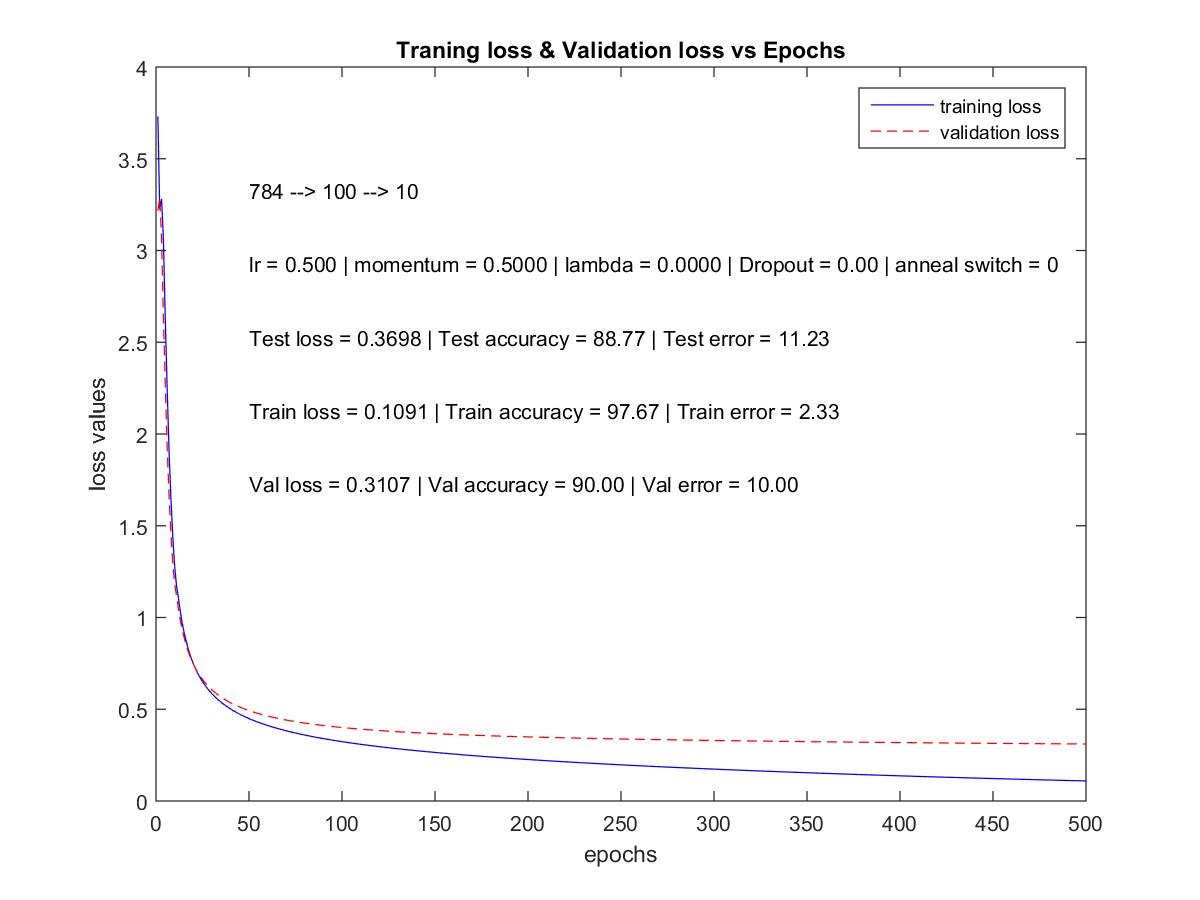 Traning loss & Validation loss vs Epochs
training loss
validation loss
784 --> 100 --> 10
lr = 0.500 | momentum = 0.5000 | lambda = 0.0000 | Dropout = 0.00 | anneal switch = 0
Test loss = 0.3698 | Test accuracy = 88.77 | Test error = 11.23
Train loss = 0.1091 | Train accuracy = 97.67 | Train error = 2.33
Val loss = 0.3107 | Val accuracy = 90.00 | Val error = 10.00
loss values
4
3.5
3
2.5
2
1.5
1
0.5
0
0 50 100 150 200 250 300 350 400 450 500
epochs